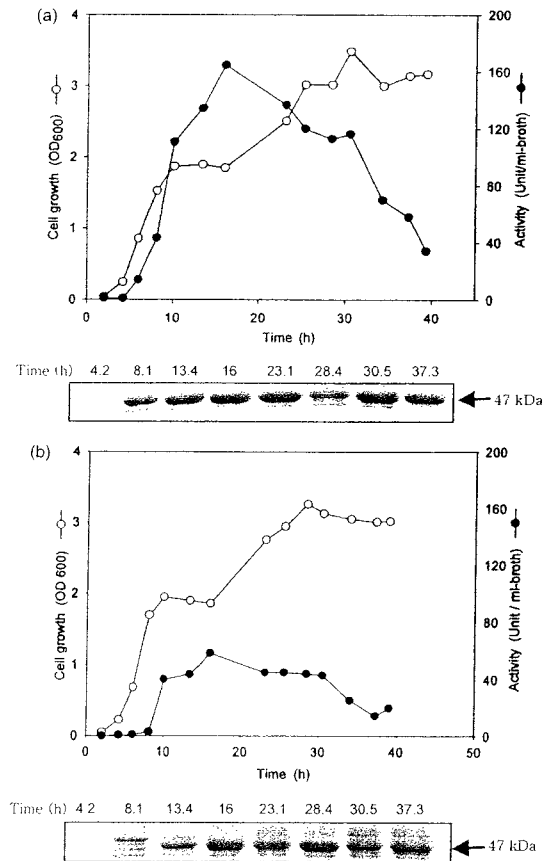 (a)
4
3
2
1
0
Cell growth (OD600)
200
160
120
80
40
0
Activity (Unit/ml-broth)
0 10 20 30 40
Time (h)
Time (h) 4.2 8.1 13.4 16 23.1 28.4 30.5 37.3
47 kDa
(b)
4
3
2
1
0
Cell growth (OD 600)
200
160
120
80
40
0
Activity (Unit / ml-broth)
0 10 20 30 40 50
Time (h)
Time (h) 4.2 8.1 13.4 16 23.1 28.4 30.5 37.3
47 kDa